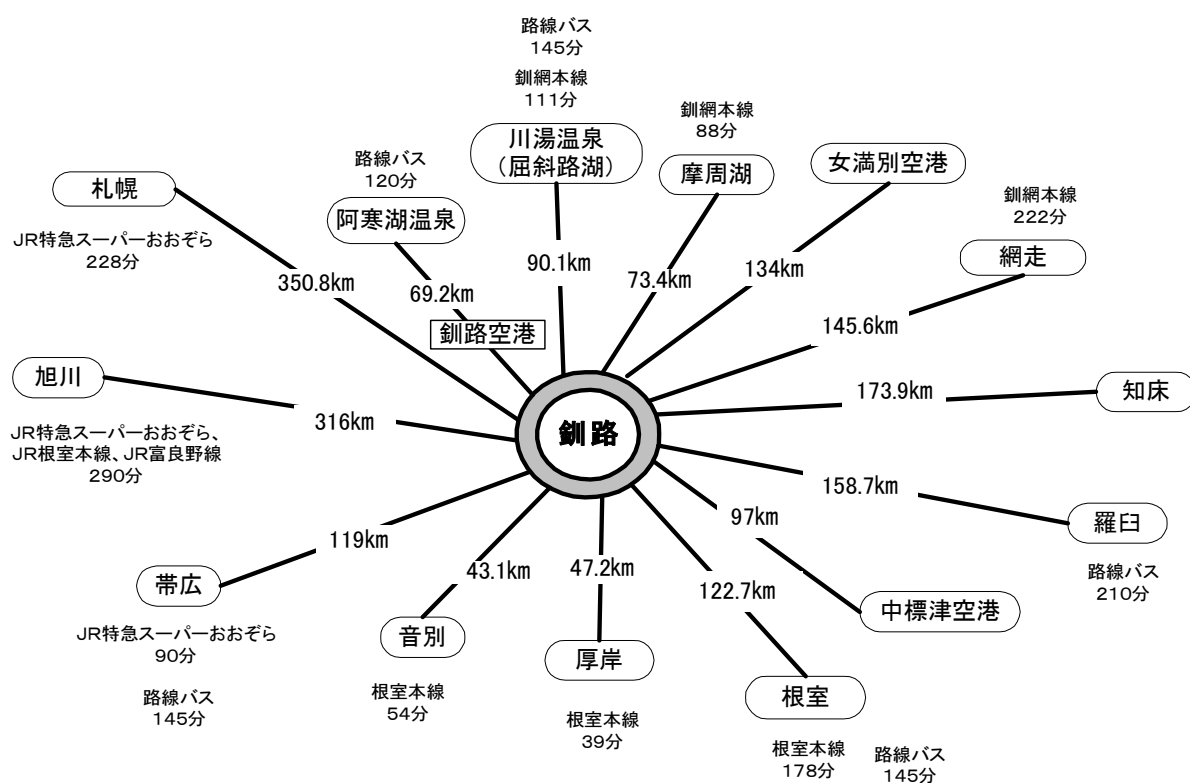 路線バス
145分
釧網本線
111分
川湯温泉
(屈斜路湖)
90.1km
釧網本線
88分
摩周湖
73.4km
女満別空港
134km
釧網本線
222分
網走
145.6km
知床
173.9km
158.7km
羅臼
路線バス
210分
97km
中標津空港
122.7km
根室
根室本線
178分
路線バス
145分
47.2km
厚岸
根室本線
39分
43.1km
音別
根室本線
54分
119km
帯広
JR特急スーパーおおぞら
90分
路線バス
145分
旭川
316km
JR特急スーパーおおぞら、
JR根室本線、JR富良野線
290分
札幌
JR特急スーパーおおぞら
228分
350.8km
路線バス
120分
阿寒湖温泉
69.2km
釧路空港
釧路